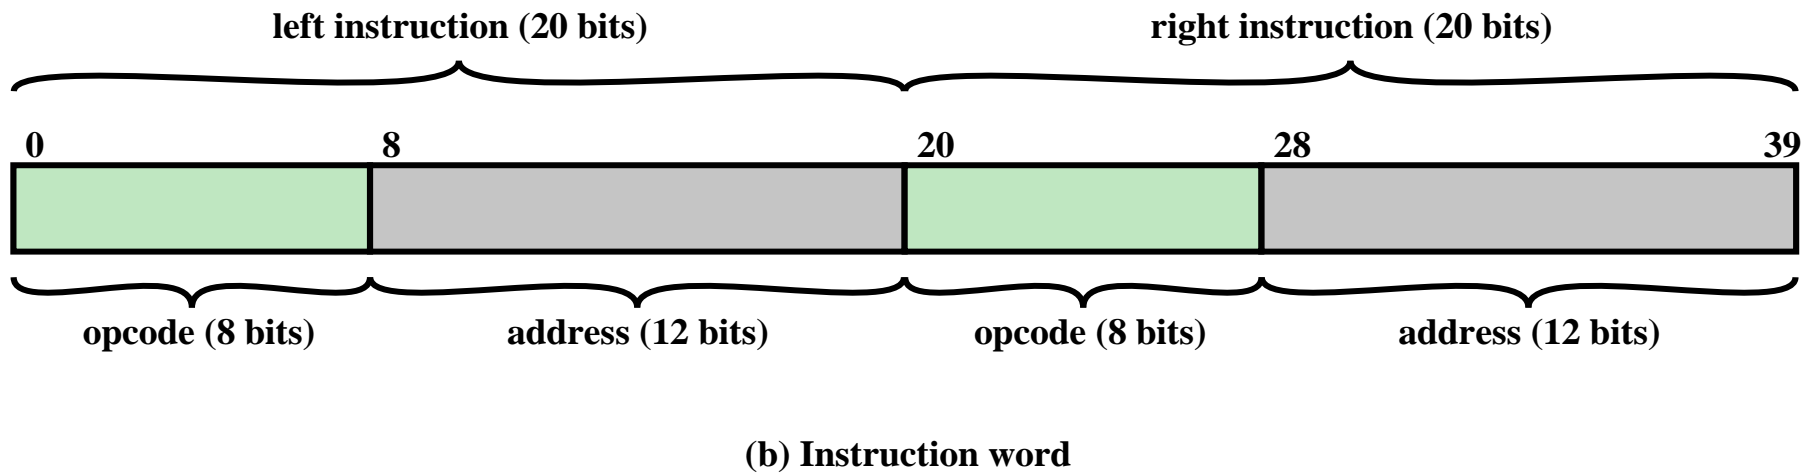 left instruction (20 bits) right instruction (20 bits)
0 8 20 28 39
opcode (8 bits) address (12 bits) opcode (8 bits) address (12 bits)
(b) Instruction word